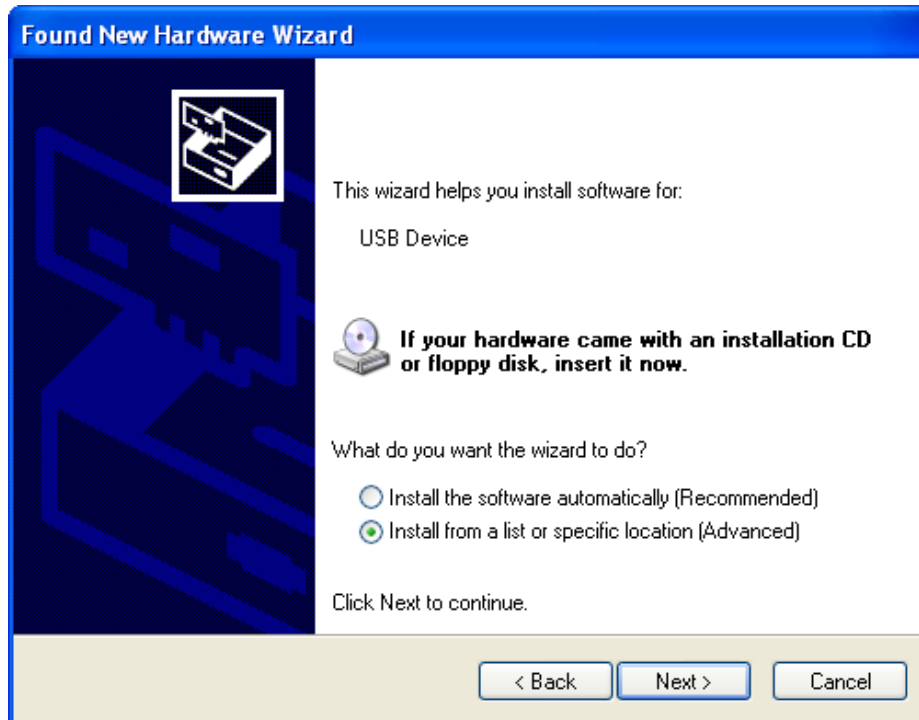 Found New Hardware Wizard
This wizard helps you install software for:
USB Device
If your hardware came with an installation CD
or floppy disk, insert it now.
What do you want the wizard to do?
Install the software automatically (Recommended)
Install from a list or specific location (Advanced)
Click Next to continue.
< Back
Next >
Cancel